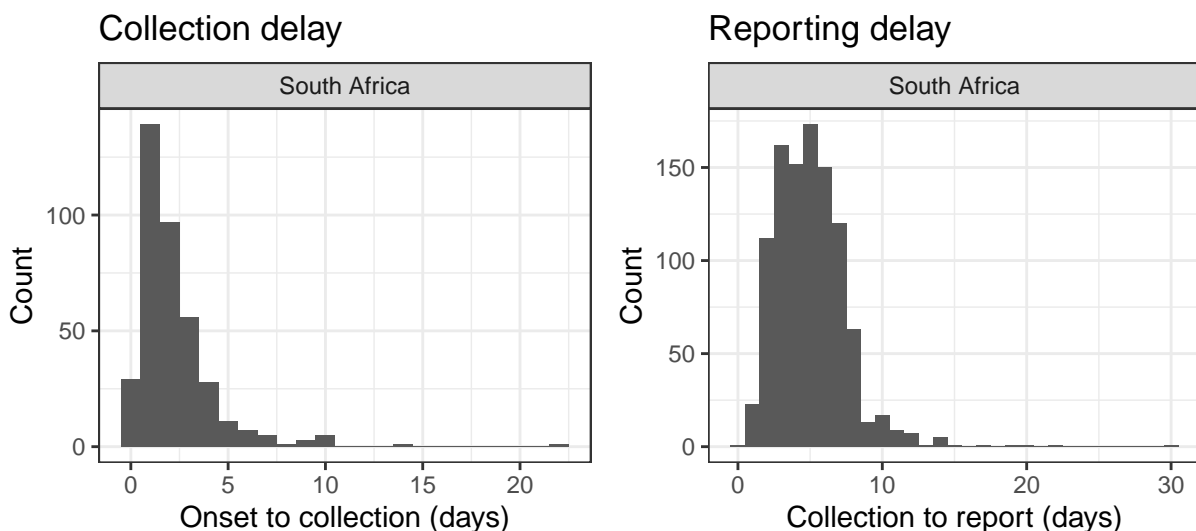 Collection delay
South Africa
100
50
0
Count
0 5 10 15 20
Onset to collection (days)
Reporting delay
South Africa
150
100
50
0
Count
0 10 20 30
Collection to report (days)